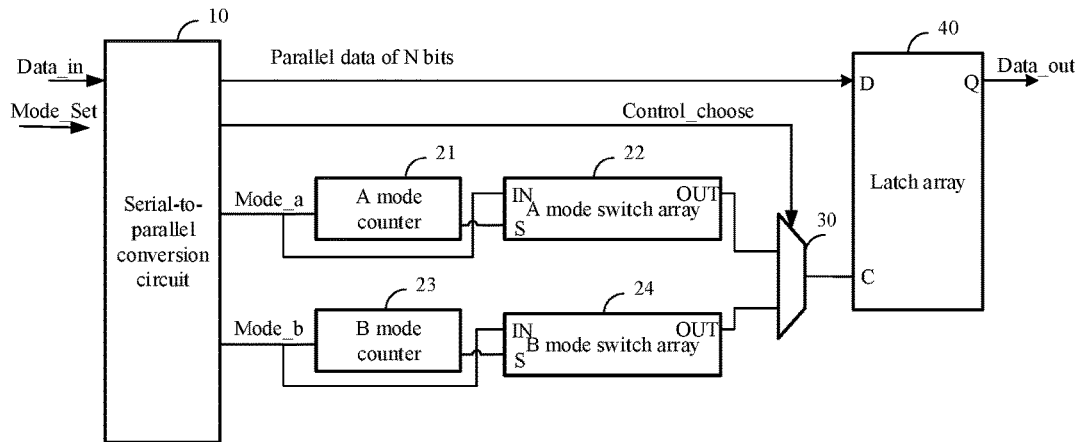 10
40
Data_in
Parallel data of N bits
Data_out
D
Q
Mode_Set
Control_choose
21
22
Mode_a
A mode
counter
IN
OUT
A mode switch array
S
30
Latch array
Serial-to-
parallel
conversion
circuit
C
23
24
Mode_b
B mode
counter
IN
OUT
B mode switch array
S